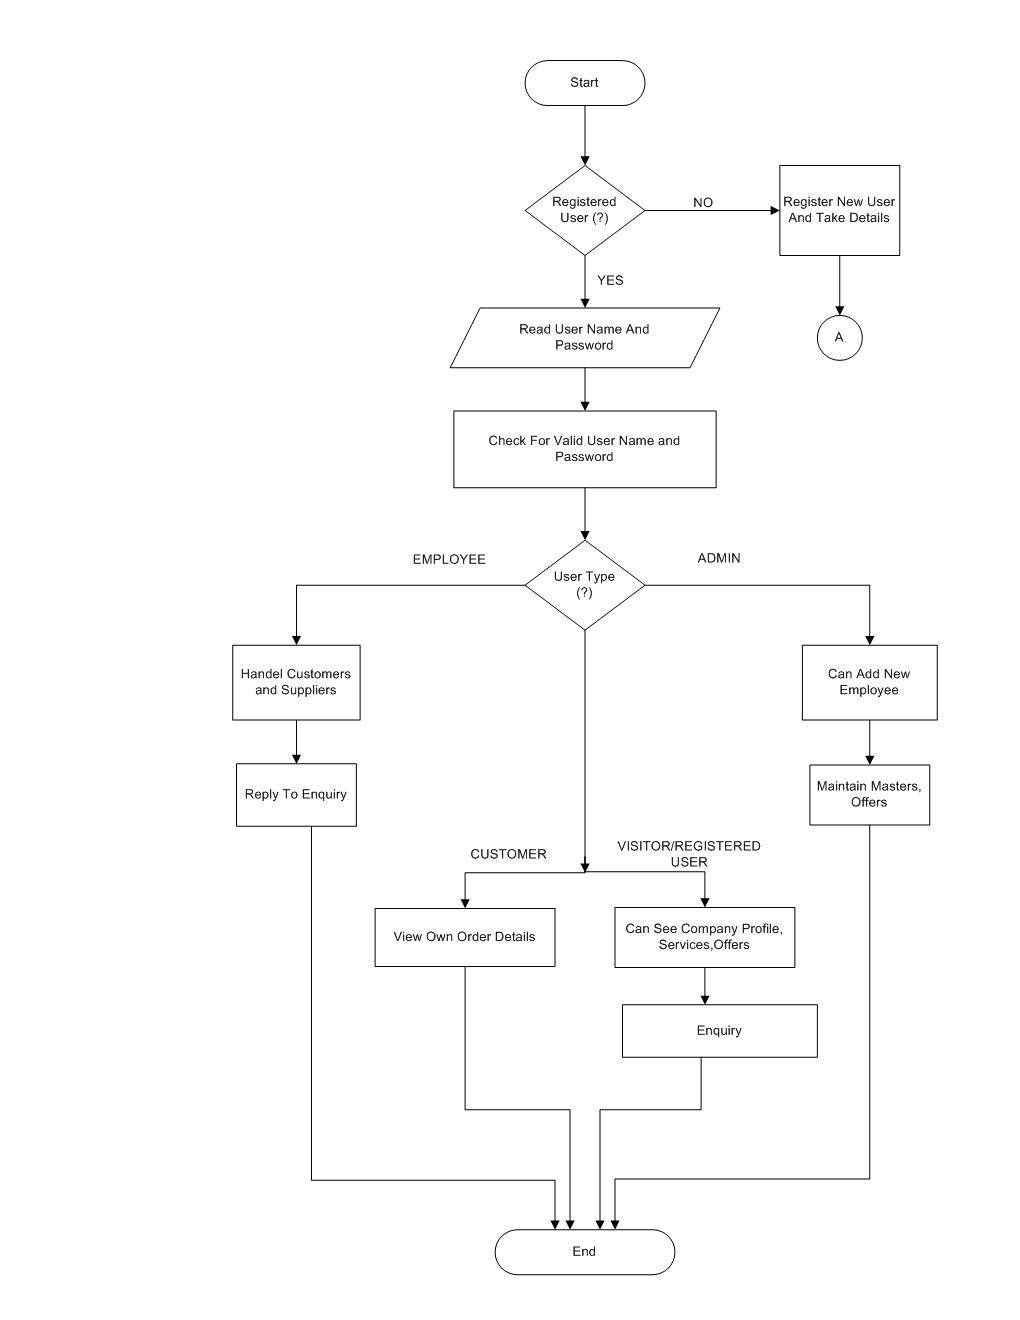 Start
Registered
User (?)
NO
Register New User
And Take Details
YES
A
Read User Name And
Password
Check For Valid User Name and
Password
EMPLOYEE
ADMIN
User Type
(?)
Handel Customers
and Suppliers
Can Add New
Employee
Reply To Enquiry
Maintain Masters,
Offers
CUSTOMER
VISITOR/REGISTERED
USER
View Own Order Details
Can See Company Profile,
Services,Offers
Enquiry
End